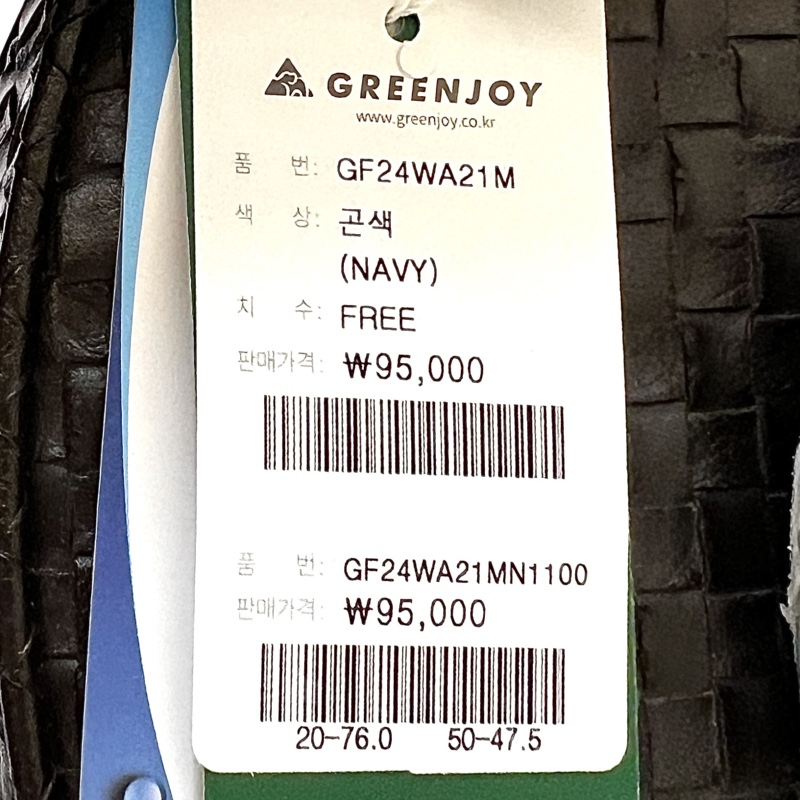 GREENJOY
www.greenjoy.co.kr
품 번: GF24WA21M
색 상: 곤색
(NAVY)
치 수: FREE
판매가격: ₩95,000
품 번: GF24WA21MN1100
판매가격: ₩95,000
20-76.0 50-47.5